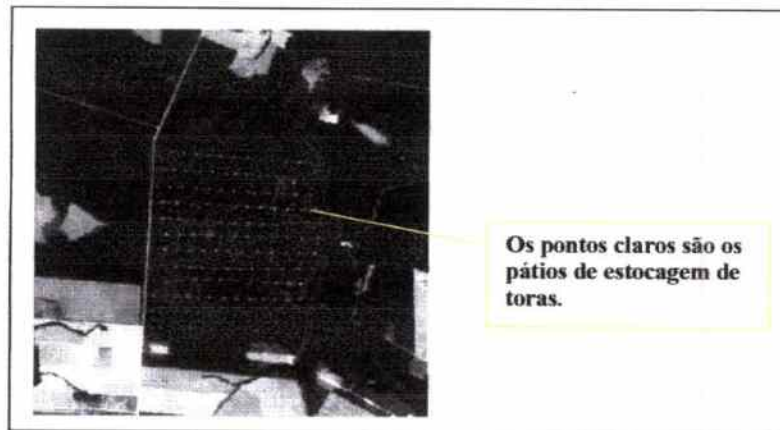 Os pontos claros são os
pátios de estocagem de
toras.